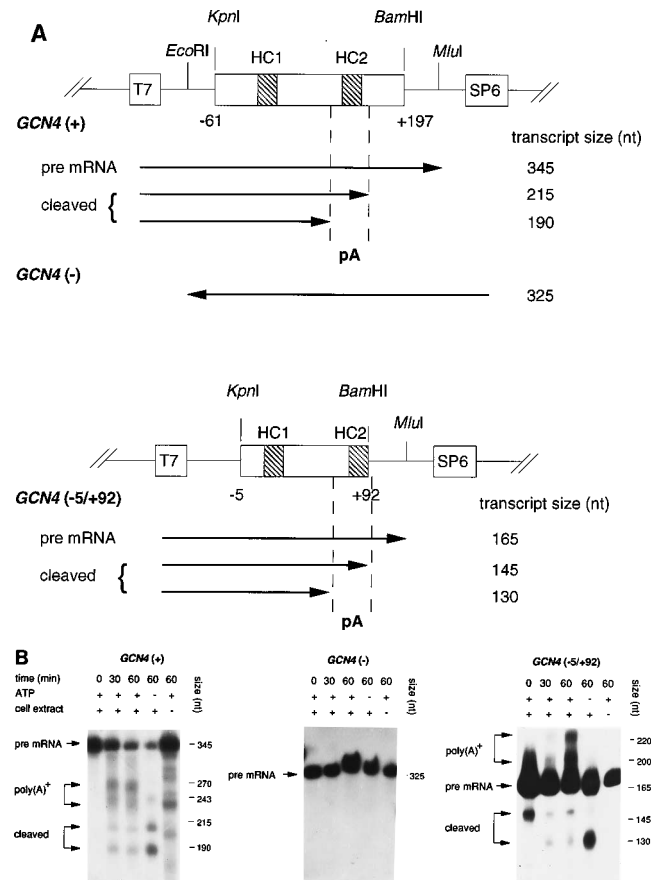 A
KpnI BamHI
EcoRI HC1 HC2 MluI
T7 SP6
GCN4 (+) -61 +197
transcript size (nt)
pre mRNA 345
cleaved { 215
190
pA
GCN4 (-)
325
KpnI BamHI
HC1 HC2 MluI
T7 SP6
GCN4 (-5/+92) -5 +92
transcript size (nt)
pre mRNA 165
cleaved { 145
130
pA
B
GCN4 (+)
time (min) 0 30 60 60 60
ATP + + + - +
cell extract + + + + -
size (nt)
pre mRNA 345
poly(A)+ 270
243
cleaved 215
190
GCN4 (-)
0 30 60 60 60
+ + + - +
+ + + + -
size (nt)
pre mRNA 325
GCN4 (-5/+92)
0 30 60 60 60
+ + + - +
+ + + + -
size (nt)
poly(A)+ 220
200
pre mRNA 165
cleaved 145
130